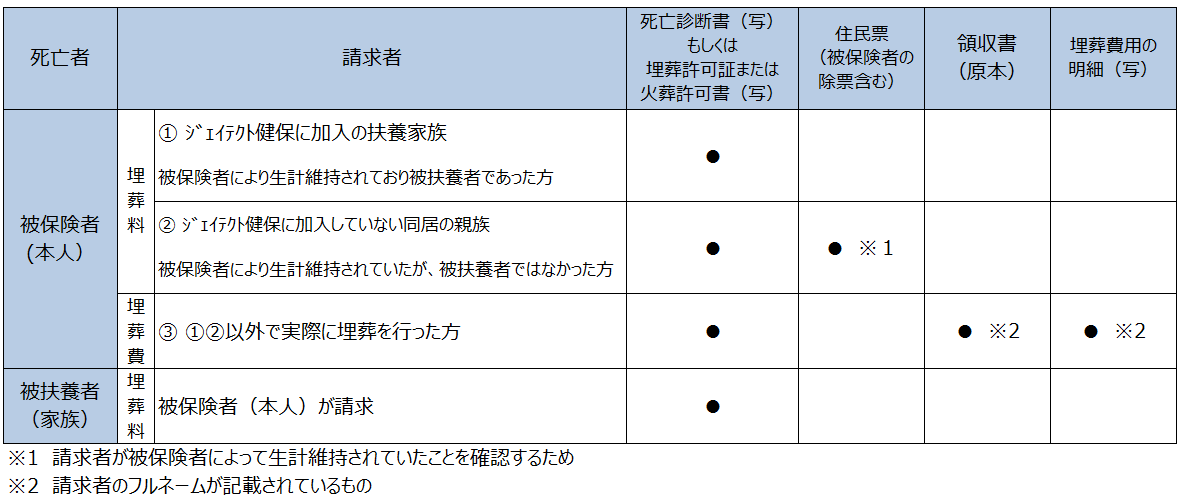 死亡者
請求者
死亡診断書（写）
もしくは
埋葬許可証または
火葬許可書（写）
住民票
（被保険者の
除票含む）
領収書
（原本）
埋葬費用の
明細（写）
被保険者
(本人）
埋
葬
料
① ｼﾞｪｲﾃｸﾄ健保に加入の扶養家族
被保険者により生計維持されており被扶養者であった方
●
② ｼﾞｪｲﾃｸﾄ健保に加入していない同居の親族
被保険者により生計維持されていたが、被扶養者ではなかった方
●
● ※１
埋
葬
費
③ ①②以外で実際に埋葬を行った方
●
● ※2
● ※2
被扶養者
（家族）
埋
葬
料
被保険者（本人）が請求
●
※1 請求者が被保険者によって生計維持されていたことを確認するため
※2 請求者のフルネームが記載されているもの